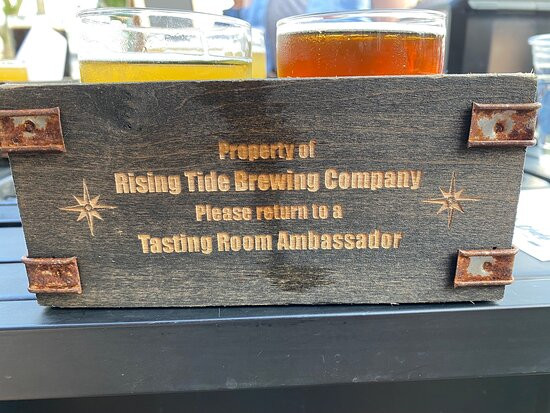 Property of
Rising Tide Brewing Company
Please return to a
Tasting Room Ambassador